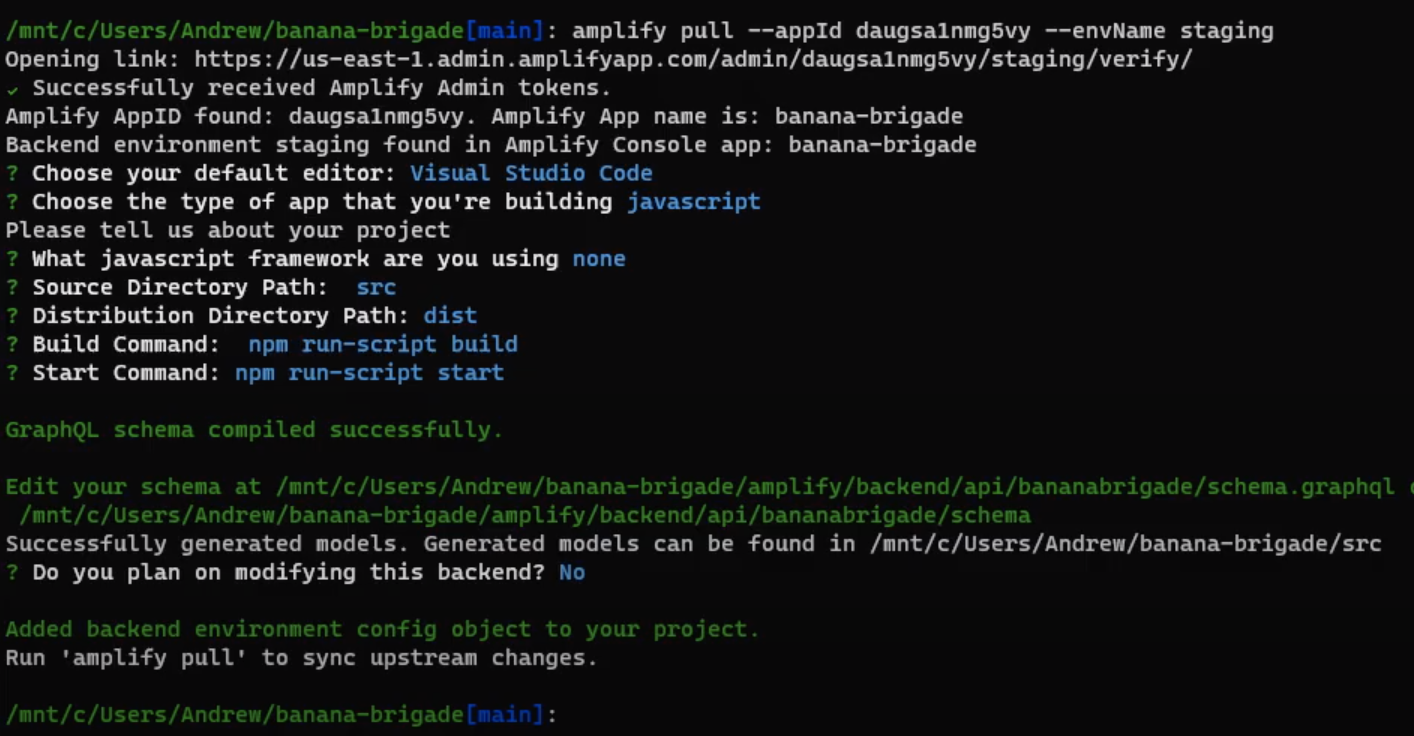 /mnt/c/Users/Andrew/banana-brigade[main]: amplify pull --appId daugsa1nmg5vy --envName staging
Opening link: https://us-east-1.admin.amplifyapp.com/admin/daugsa1nmg5vy/staging/verify/
✓ Successfully received Amplify Admin tokens.
Amplify AppID found: daugsa1nmg5vy. Amplify App name is: banana-brigade
Backend environment staging found in Amplify Console app: banana-brigade
? Choose your default editor: Visual Studio Code
? Choose the type of app that you're building javascript
Please tell us about your project
? What javascript framework are you using none
? Source Directory Path:  src
? Distribution Directory Path: dist
? Build Command:  npm run-script build
? Start Command: npm run-script start
GraphQL schema compiled successfully.
Edit your schema at /mnt/c/Users/Andrew/banana-brigade/amplify/backend/api/bananabrigade/schema.graphql
/mnt/c/Users/Andrew/banana-brigade/amplify/backend/api/bananabrigade/schema
Successfully generated models. Generated models can be found in /mnt/c/Users/Andrew/banana-brigade/src
? Do you plan on modifying this backend? No
Added backend environment config object to your project.
Run 'amplify pull' to sync upstream changes.
/mnt/c/Users/Andrew/banana-brigade[main]: